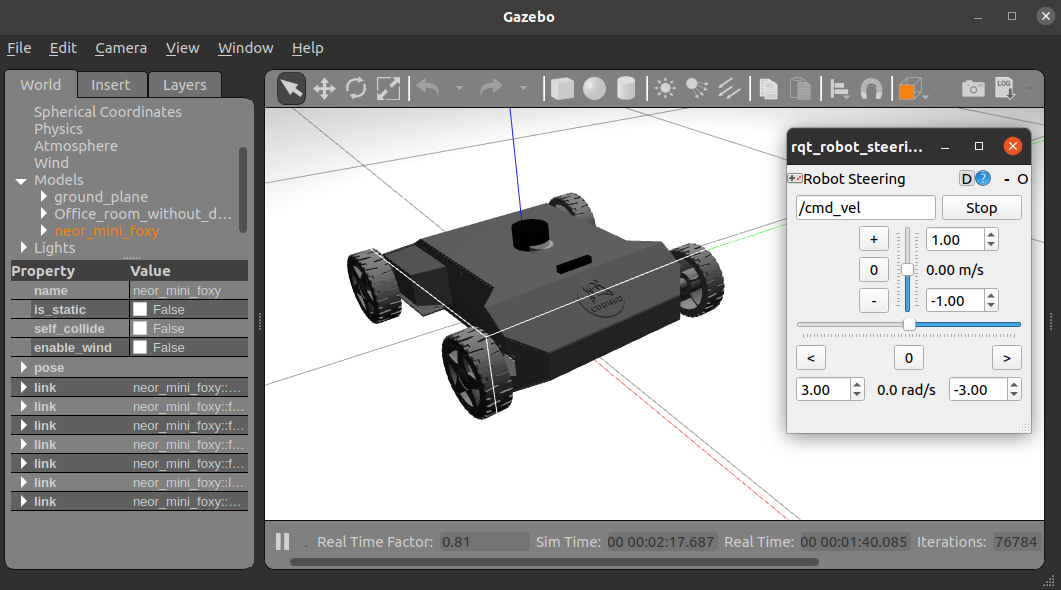 Gazebo
File Edit Camera View Window Help
World Insert Layers
Spherical Coordinates
Physics
Atmosphere
Wind
Models
ground_plane
Office_room_without_d...
neor_mini_foxy
Lights
Property Value
name neor_mini_foxy
is_static False
self_collide False
enable_wind False
pose
link neor_mini_foxy::...
link neor_mini_foxy::f...
link neor_mini_foxy::f...
link neor_mini_foxy::f...
link neor_mini_foxy::f...
link neor_mini_foxy::l...
link neor_mini_foxy::...
LOG
COOWGO
rqt_robot_steeri...
Robot Steering D ? - O
/cmd_vel Stop
+ 1.00
0 0.00 m/s
- -1.00
< 0 >
3.00 0.0 rad/s -3.00
Real Time Factor: 0.81 Sim Time: 00 00:02:17.687 Real Time: 00 00:01:40.085 Iterations: 76784